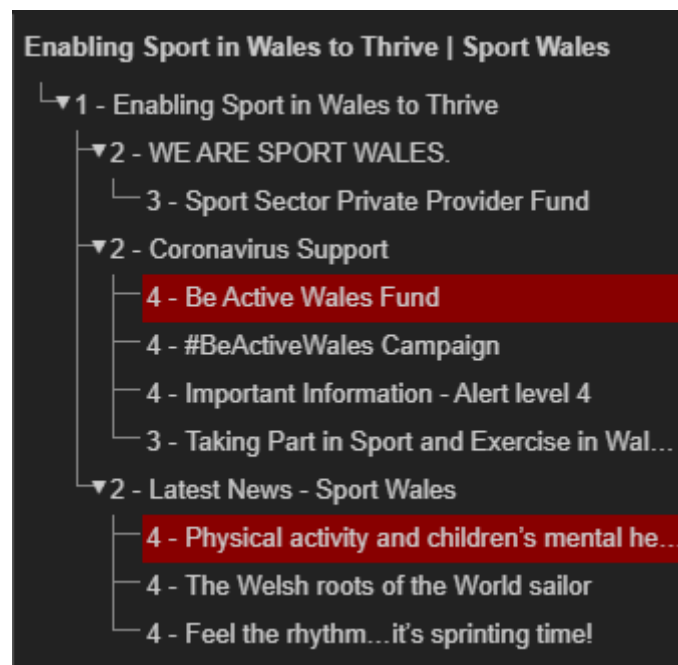 Enabling Sport in Wales to Thrive | Sport Wales
1 - Enabling Sport in Wales to Thrive
2 - WE ARE SPORT WALES.
3 - Sport Sector Private Provider Fund
2 - Coronavirus Support
4 - Be Active Wales Fund
4 - #BeActiveWales Campaign
4 - Important Information - Alert level 4
3 - Taking Part in Sport and Exercise in Wal...
2 - Latest News - Sport Wales
4 - Physical activity and children’s mental he...
4 - The Welsh roots of the World sailor
4 - Feel the rhythm…it’s sprinting time!